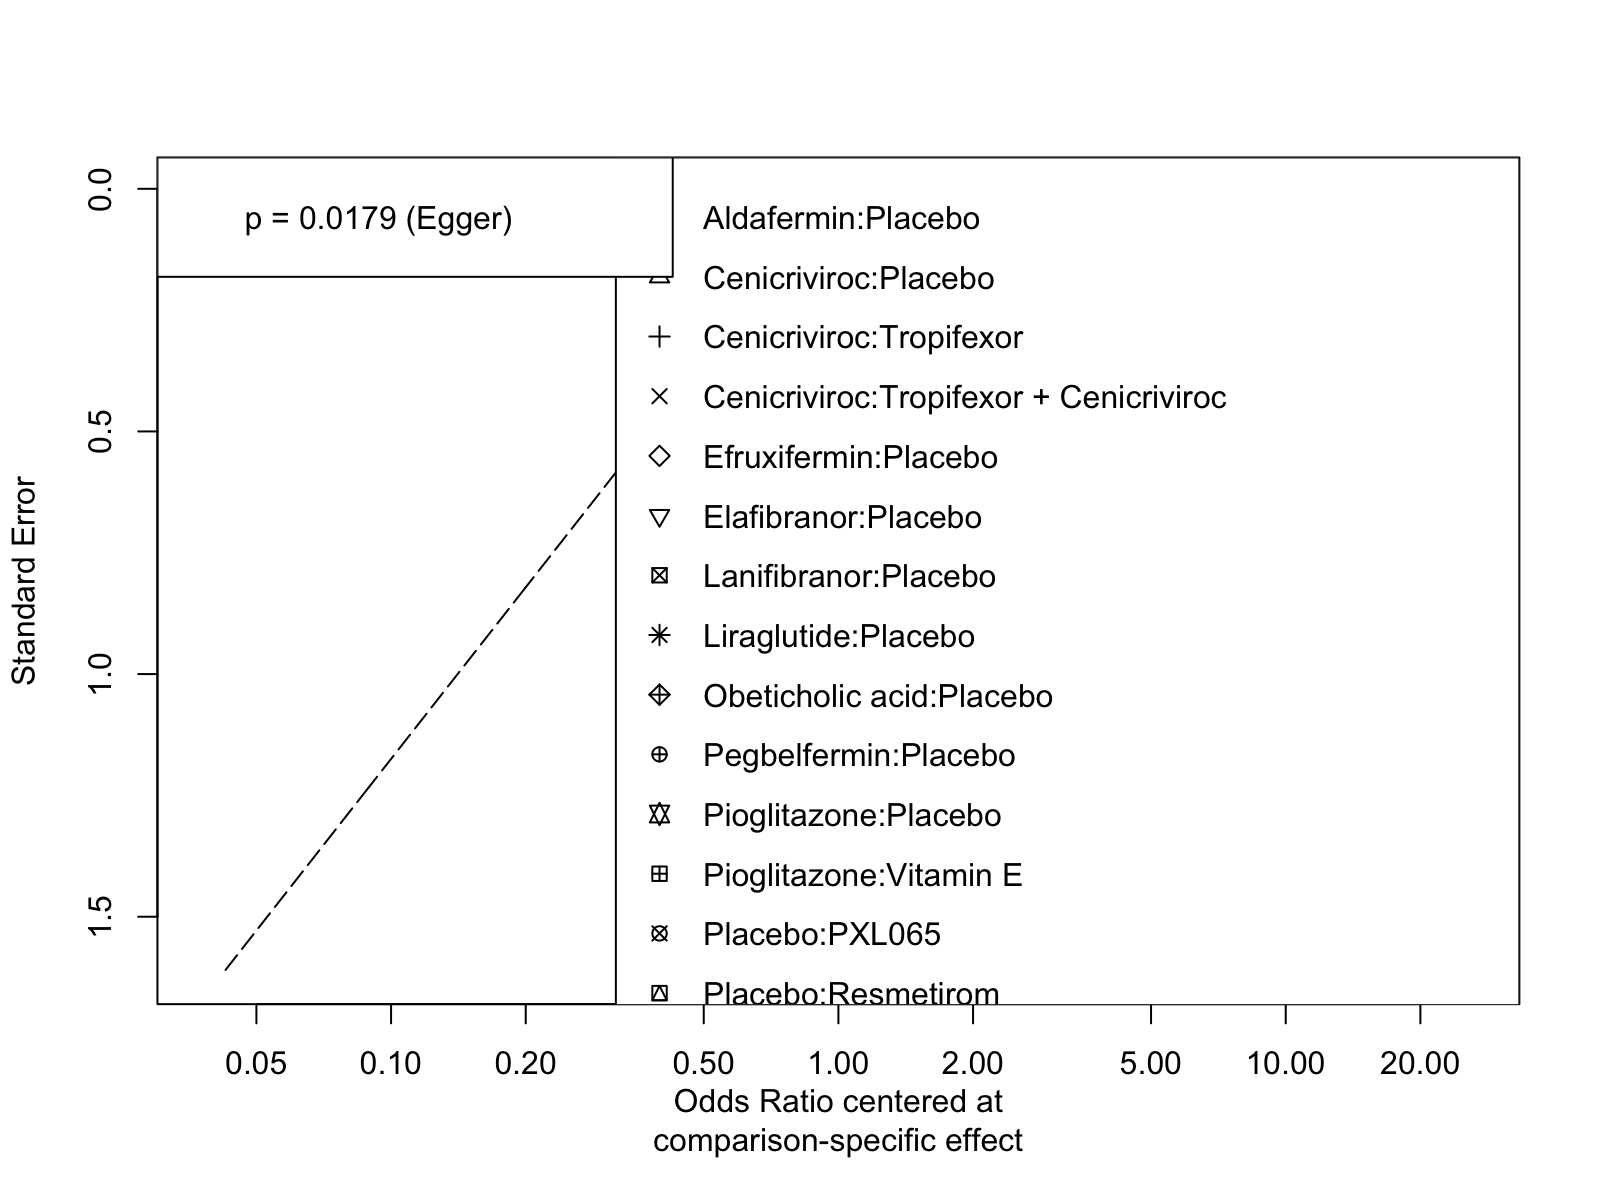 p = 0.0179 (Egger)
Aldafermin:Placebo
Cenicriviroc:Placebo
Cenicriviroc:Tropifexor
Cenicriviroc:Tropifexor + Cenicriviroc
Efruxifermin:Placebo
Elafibranor:Placebo
Lanifibranor:Placebo
Liraglutide:Placebo
Obeticholic acid:Placebo
Pegbelfermin:Placebo
Pioglitazone:Placebo
Pioglitazone:Vitamin E
Placebo:PXL065
Placebo:Resmetirom
Standard Error
0.0
0.5
1.0
1.5
0.05 0.10 0.20 0.50 1.00 2.00 5.00 10.00 20.00
Odds Ratio centered at
comparison-specific effect